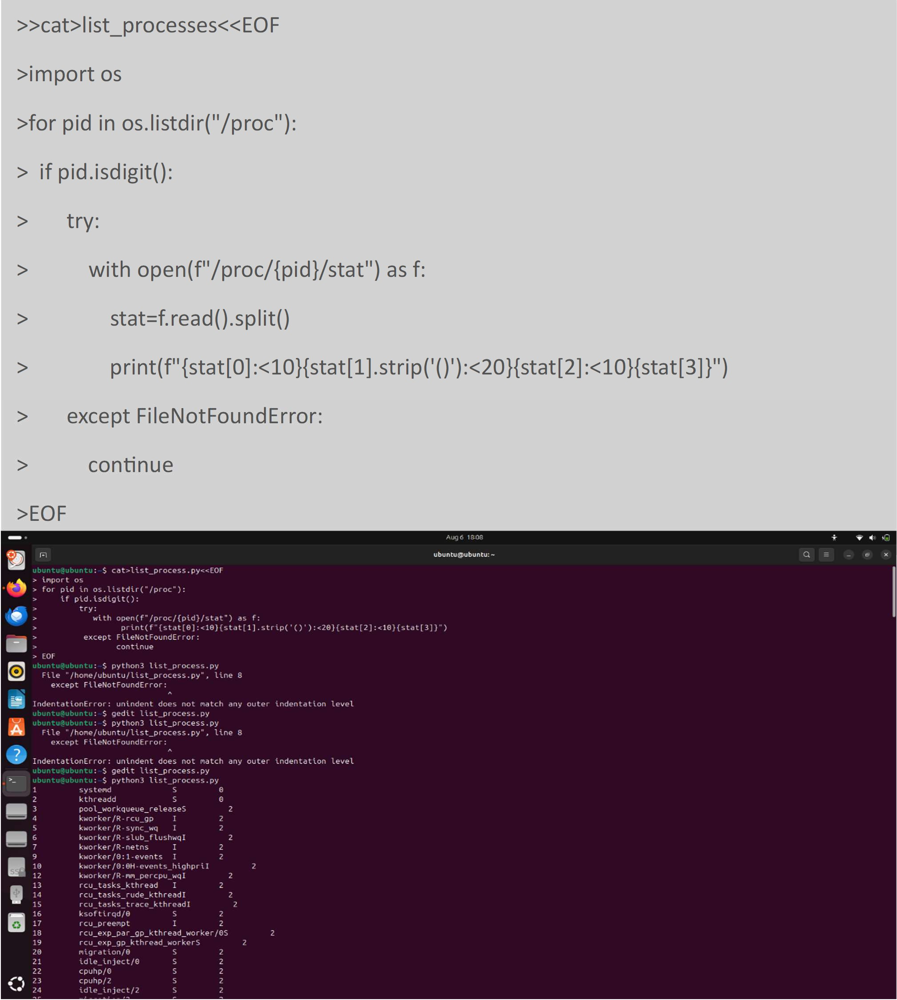 >>cat>list_processes<<EOF
>import os
>for pid in os.listdir("/proc"):
>  if pid.isdigit():
>       try:
>           with open(f"/proc/{pid}/stat") as f:
>               stat=f.read().split()
>               print(f"{stat[0]:<10}{stat[1].strip('()'):<20}{stat[2]:<10}{stat[3]}")
>       except FileNotFoundError:
>           continue
>EOF
Aug 6 18:08
ubuntu@ubuntu: ~
ubuntu@ubuntu:~$ cat>list_process.py<<EOF
> import os
> for pid in os.listdir("/proc"):
>     if pid.isdigit():
>         try:
>            with open(f"/proc/{pid}/stat") as f:
>                  print(f"{stat[0]:<10}{stat[1].strip('()'):<20}{stat[2]:<10}{stat[3]}")
>          except FileNotFoundError:
>                 continue
> EOF
ubuntu@ubuntu:~$ python3 list_process.py
  File "/home/ubuntu/list_process.py", line 8
    except FileNotFoundError:
                             ^
IndentationError: unindent does not match any outer indentation level
ubuntu@ubuntu:~$ gedit list_process.py
ubuntu@ubuntu:~$ python3 list_process.py
  File "/home/ubuntu/list_process.py", line 8
    except FileNotFoundError:
                             ^
IndentationError: unindent does not match any outer indentation level
ubuntu@ubuntu:~$ gedit list_process.py
ubuntu@ubuntu:~$ python3 list_process.py
1         systemd             S         0
2         kthreadd            S         0
3         pool_workqueue_releaseS         2
4         kworker/R-rcu_gp    I         2
5         kworker/R-sync_wq   I         2
6         kworker/R-slub_flushwqI         2
7         kworker/R-netns     I         2
9         kworker/0:1-events  I         2
10        kworker/0:0H-events_highpriI         2
12        kworker/R-mm_percpu_wqI         2
13        rcu_tasks_kthread   I         2
14        rcu_tasks_rude_kthreadI         2
15        rcu_tasks_trace_kthreadI         2
16        ksoftirqd/0         S         2
17        rcu_preempt         I         2
18        rcu_exp_par_gp_kthread_worker/0S         2
19        rcu_exp_gp_kthread_workerS         2
20        migration/0         S         2
21        idle_inject/0       S         2
22        cpuhp/0             S         2
23        cpuhp/2             S         2
24        idle_inject/2       S         2